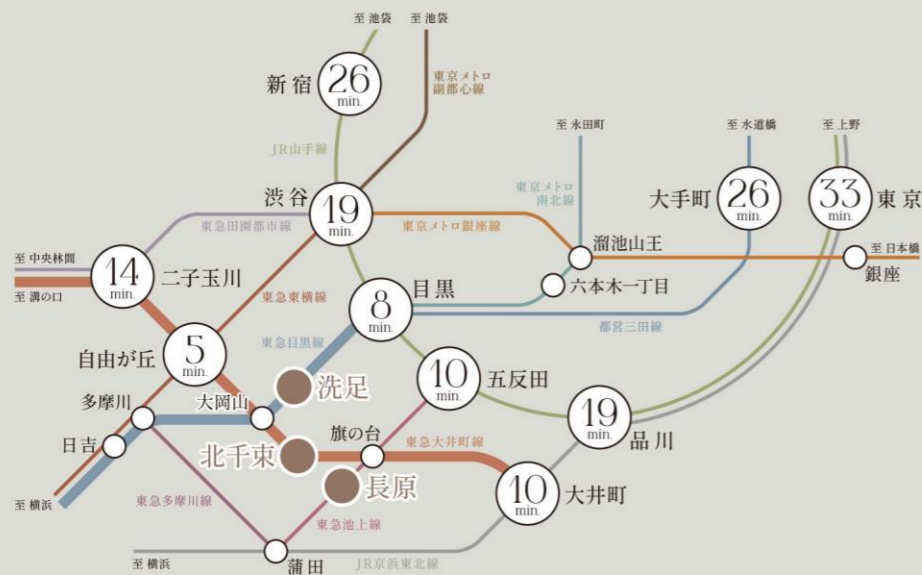 至 池袋
至 池袋
新宿
26
min.
東京メトロ
副都心線
JR山手線
至 永田町
至 水道橋
至 上野
渋谷
19
min.
東京メトロ
南北線
大手町
26
min.
33
min.
東京
東急田園都市線
東京メトロ銀座線
溜池山王
至 日本橋
銀座
至 中央林間
至 溝の口
14
min.
二子玉川
六本木一丁目
目黒
8
min.
東急東横線
東急目黒線
都営三田線
自由が丘
5
min.
洗足
10
min.
五反田
多摩川
大岡山
19
min.
品川
日吉
北千束
旗の台
東急大井町線
長原
10
min.
大井町
至 横浜
東急多摩川線
東急池上線
至 横浜
蒲田
JR京浜東北線